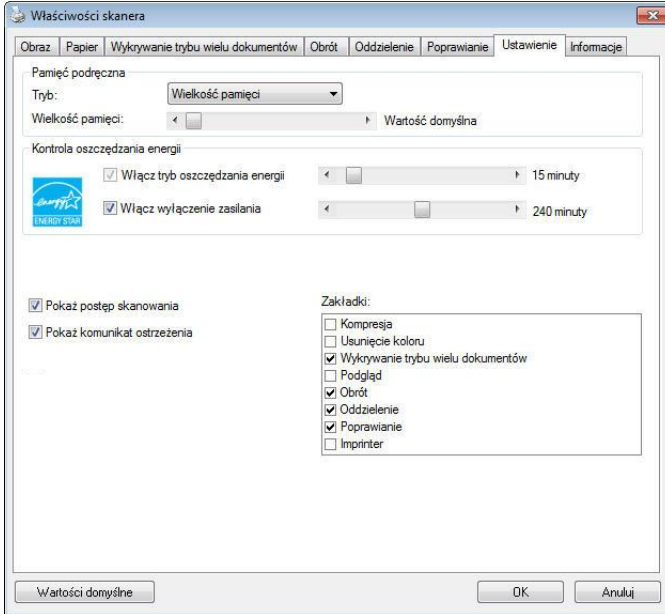 Właściwości skanera
Obraz Papier Wykrywanie trybu wielu dokumentów Obrót Oddzielenie Poprawianie Ustawienie Informacje
Pamięć podręczna
Tryb: Wielkość pamięci
Wielkość pamięci: Wartość domyślna
Kontrola oszczędzania energii
Włącz tryb oszczędzania energii 15 minuty
energy
ENERGY STAR
Włącz wyłączenie zasilania 240 minuty
Pokaż postęp skanowania
Pokaż komunikat ostrzeżenia
Zakładki:
Kompresja
Usunięcie koloru
Wykrywanie trybu wielu dokumentów
Podgląd
Obrót
Oddzielenie
Poprawianie
Imprinter
Wartości domyślne OK Anuluj